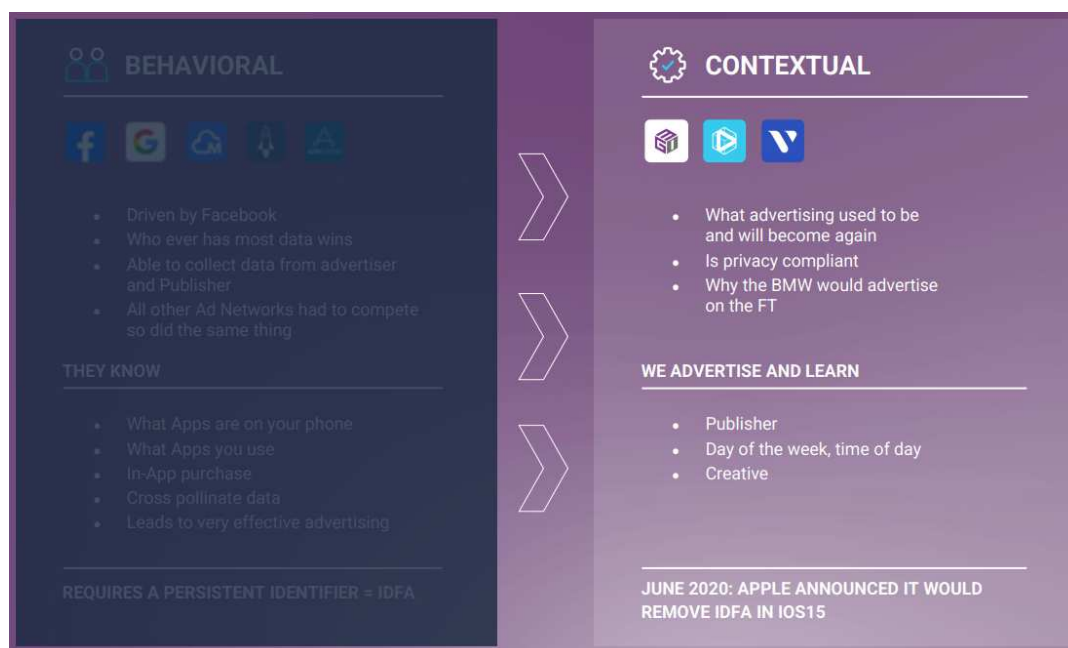 BEHAVIORAL
Driven by Facebook
Who ever has most data wins
Able to collect data from advertiser
and Publisher
All other Ad Networks had to compete
so did the same thing
THEY KNOW
What Apps are on your phone
What Apps you use
In-App purchase
Cross pollinate data
Leads to very effective advertising
REQUIRES A PERSISTENT IDENTIFIER = IDFA
CONTEXTUAL
What advertising used to be
and will become again
Is privacy compliant
Why the BMW would advertise
on the FT
WE ADVERTISE AND LEARN
Publisher
Day of the week, time of day
Creative
JUNE 2020: APPLE ANNOUNCED IT WOULD
REMOVE IDFA IN IOS15